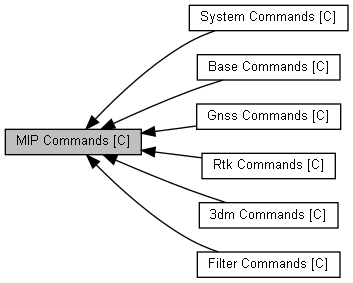 System Commands [C]
Base Commands [C]
Gnss Commands [C]
MIP Commands [C]
Rtk Commands [C]
3dm Commands [C]
Filter Commands [C]